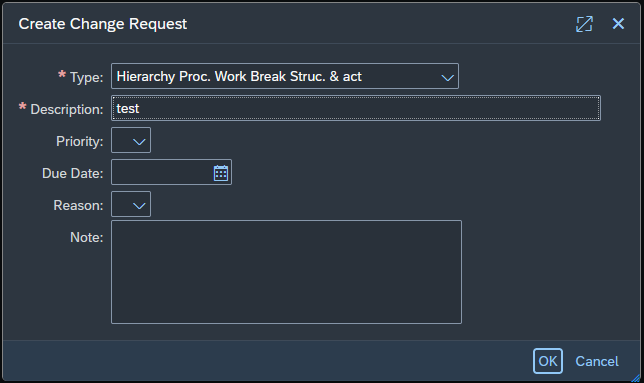 Create Change Request
* Type: Hierarchy Proc. Work Break Struc. & act
* Description: test
Priority:
Due Date:
Reason:
Note:
OK Cancel